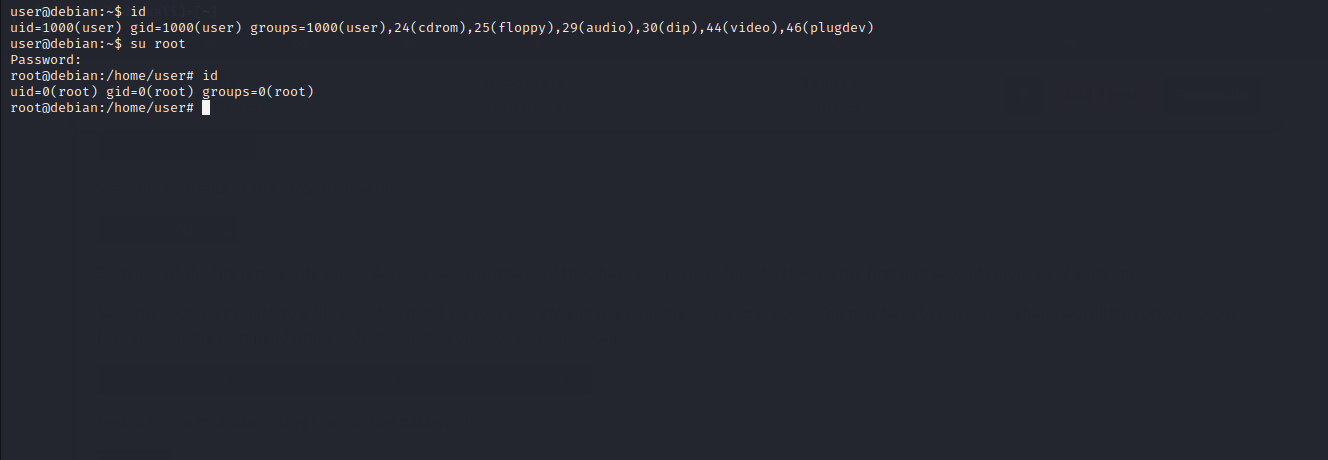 user@debian:~$ id
uid=1000(user) gid=1000(user) groups=1000(user),24(cdrom),25(floppy),29(audio),30(dip),44(video),46(plugdev)
user@debian:~$ su root
Password:
root@debian:/home/user# id
uid=0(root) gid=0(root) groups=0(root)
root@debian:/home/user#